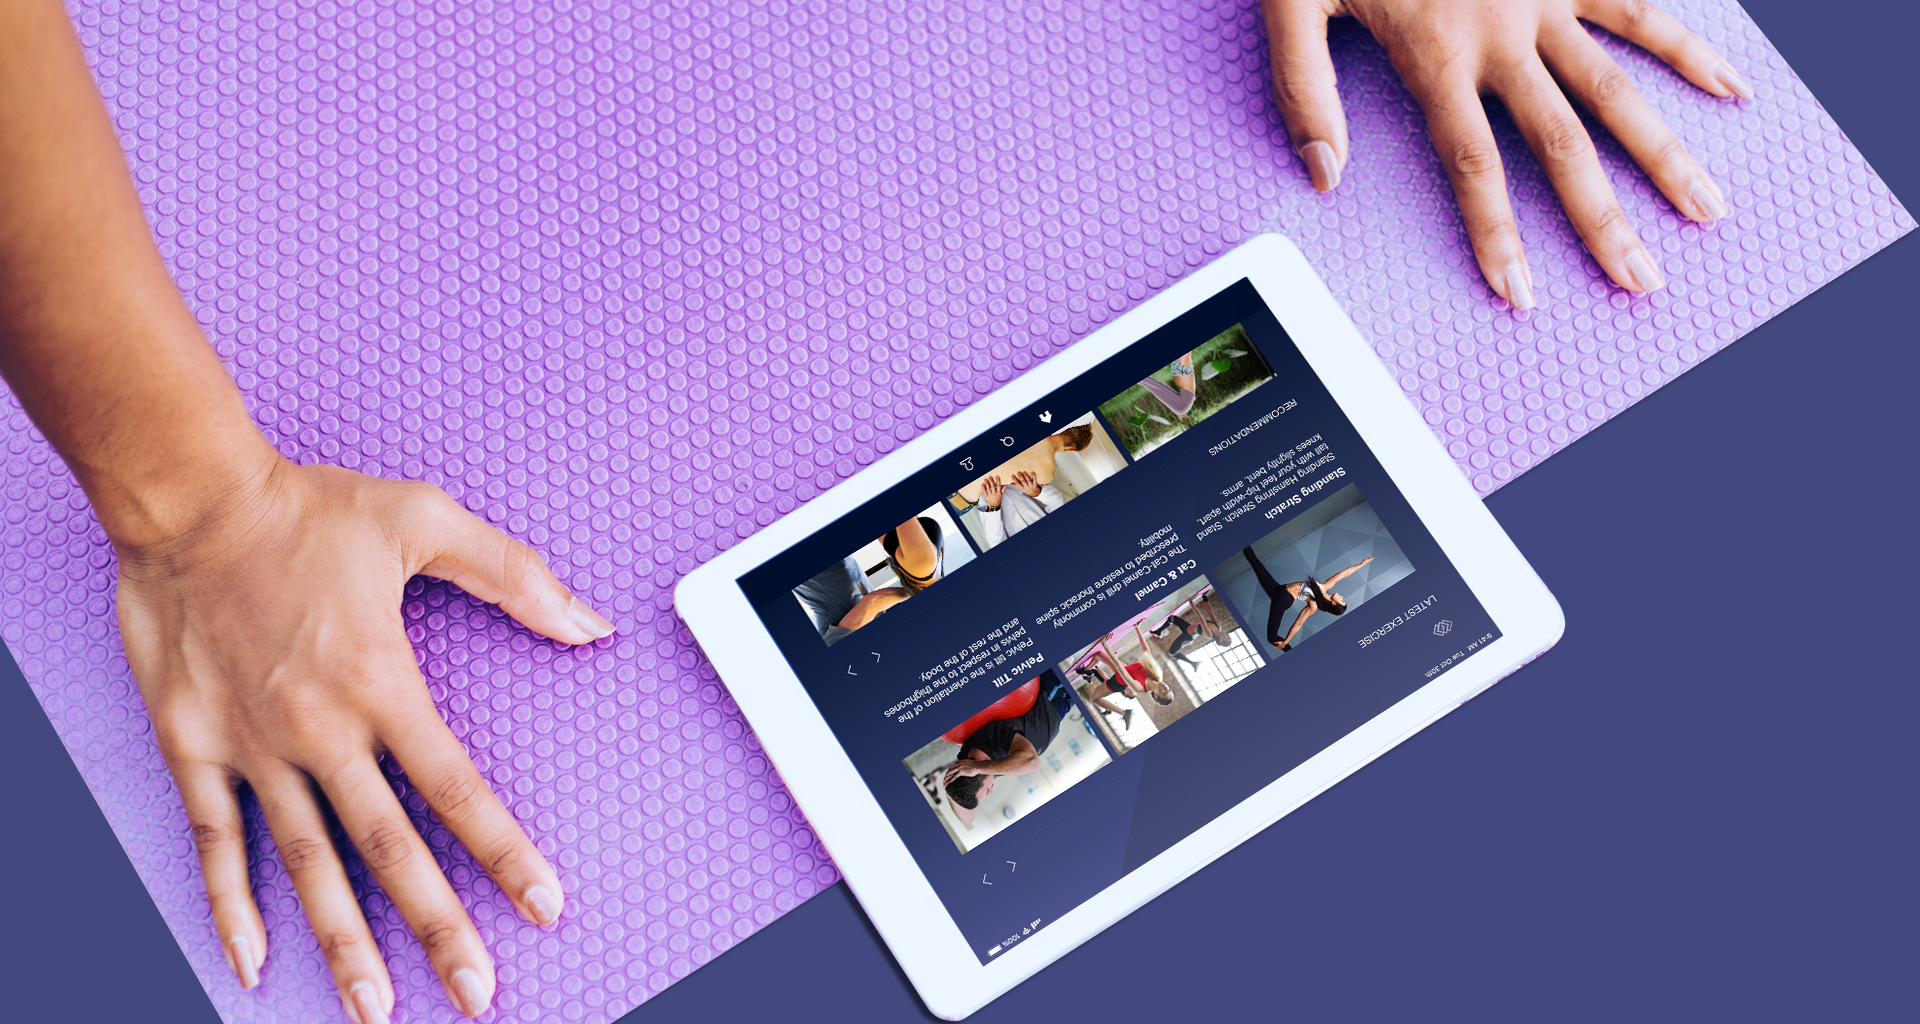 9:41 AM Tue Oct 30th
100%
LATEST EXERCISE
Standing Stratch
Standing Hamstring Stretch. Stand
tall with your feet hip-width apart,
knees slightly bent, arms.
Cat & Camel
The Cat-Camel drill is commonly
prescribed to restore thoracic spine
mobility.
Pelvic Tilt
Pelvic tilt is the orientation of the
pelvis in respect to the thighbones
and the rest of the body.
RECOMMENDATIONS